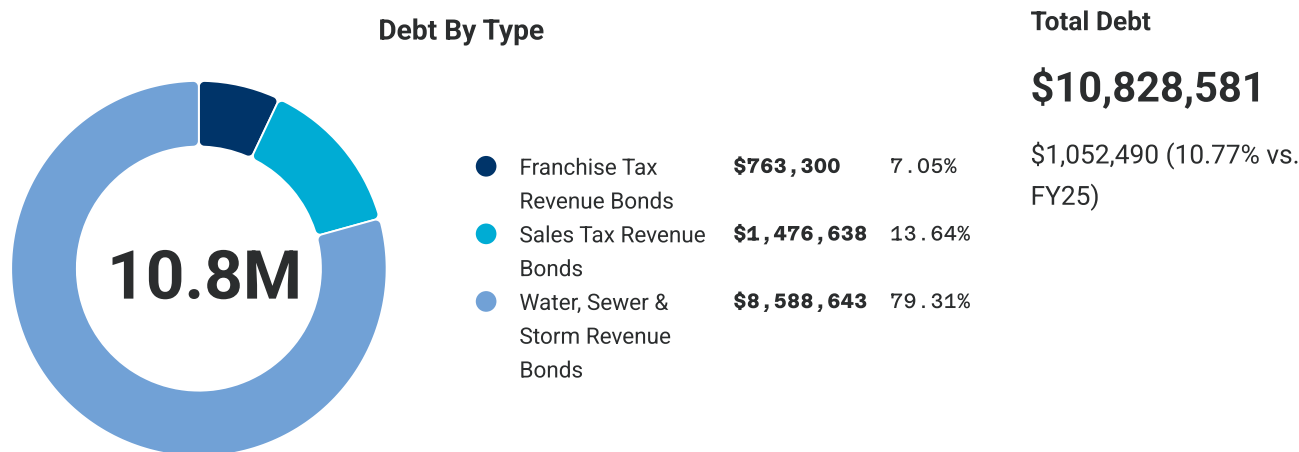 Debt By Type
10.8M
Franchise Tax $763,300 7.05%
Revenue Bonds
Sales Tax Revenue $1,476,638 13.64%
Bonds
Water, Sewer & $8,588,643 79.31%
Storm Revenue
Bonds
Total Debt
$10,828,581
$1,052,490 (10.77% vs.
FY25)